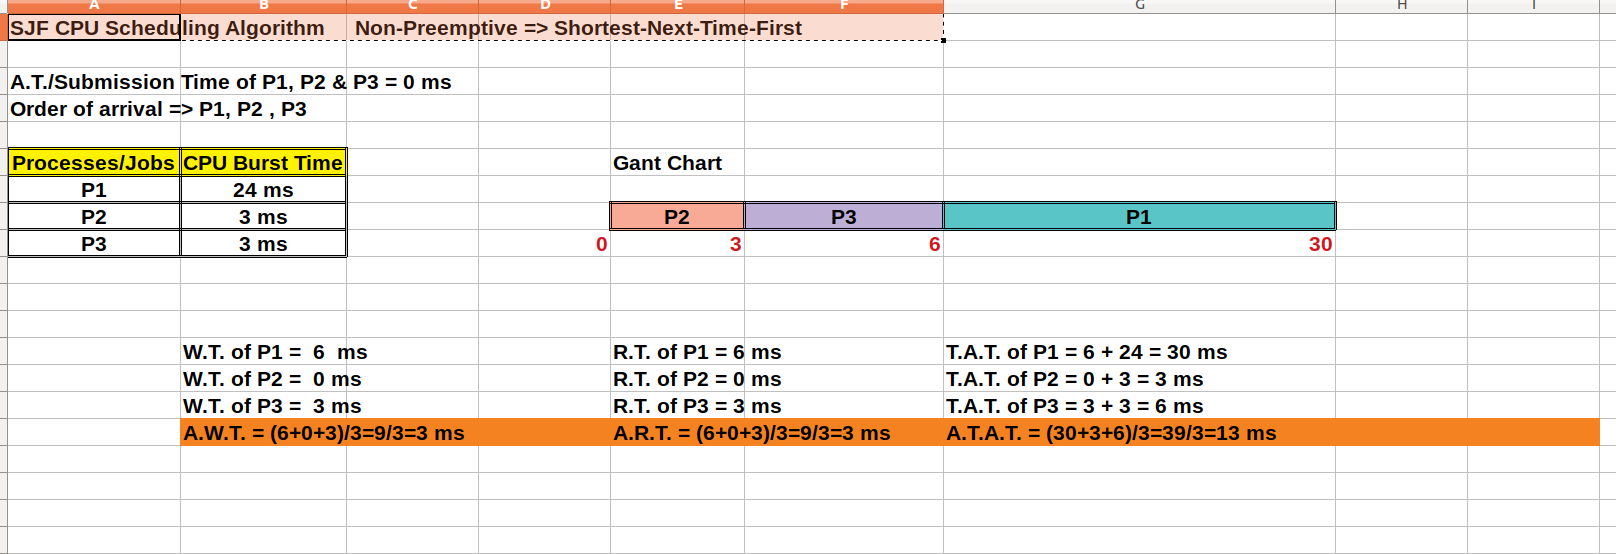 A B C D E F G H I
SJF CPU Scheduling Algorithm Non-Preemptive => Shortest-Next-Time-First
A.T./Submission Time of P1, P2 & P3 = 0 ms
Order of arrival => P1, P2 , P3
Processes/Jobs CPU Burst Time Gant Chart
P1 24 ms
P2 3 ms P2 P3 P1
P3 3 ms 0 3 6 30
W.T. of P1 = 6 ms R.T. of P1 = 6 ms T.A.T. of P1 = 6 + 24 = 30 ms
W.T. of P2 = 0 ms R.T. of P2 = 0 ms T.A.T. of P2 = 0 + 3 = 3 ms
W.T. of P3 = 3 ms R.T. of P3 = 3 ms T.A.T. of P3 = 3 + 3 = 6 ms
A.W.T. = (6+0+3)/3=9/3=3 ms A.R.T. = (6+0+3)/3=9/3=3 ms A.T.A.T. = (30+3+6)/3=39/3=13 ms